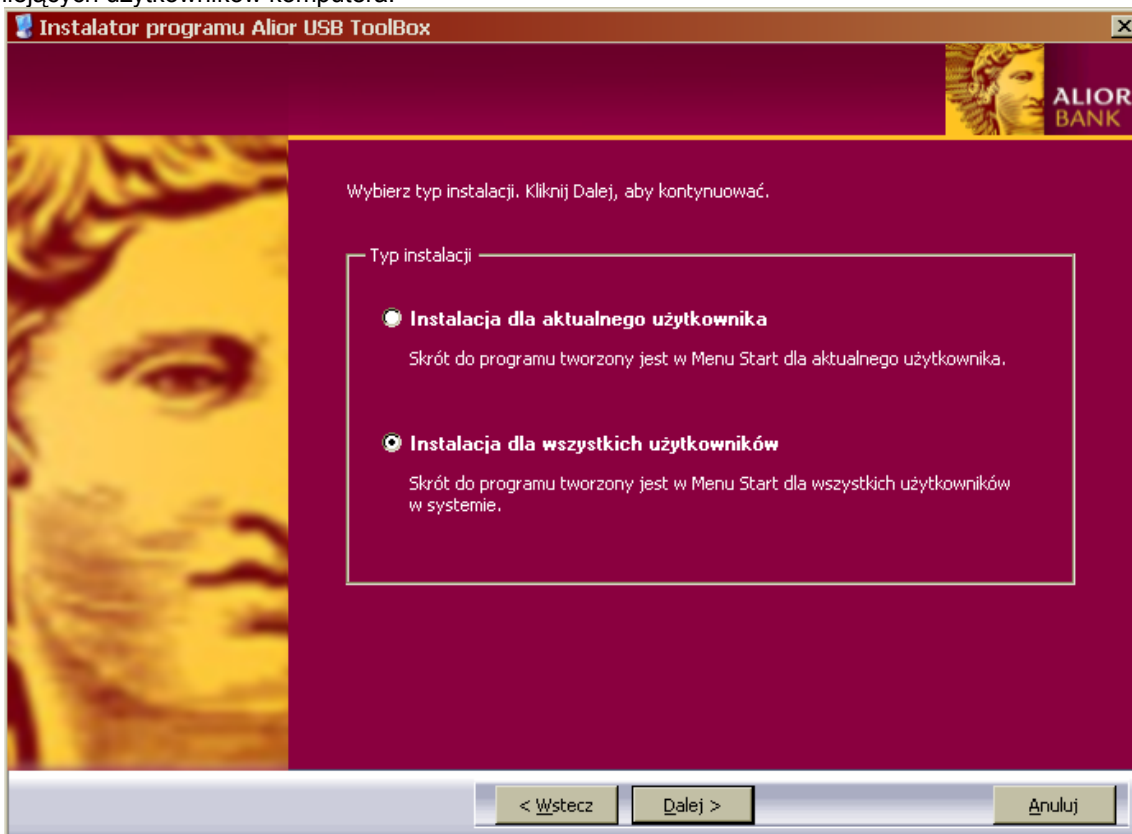 użytkowników komputera.
Instalator programu Alior USB ToolBox
ALIOR
BANK
Wybierz typ instalacji. Kliknij Dalej, aby kontynuować.
Typ instalacji
Instalacja dla aktualnego użytkownika
Skrót do programu tworzony jest w Menu Start dla aktualnego użytkownika.
Instalacja dla wszystkich użytkowników
Skrót do programu tworzony jest w Menu Start dla wszystkich użytkowników
w systemie.
< Wstecz
Dalej >
Anuluj